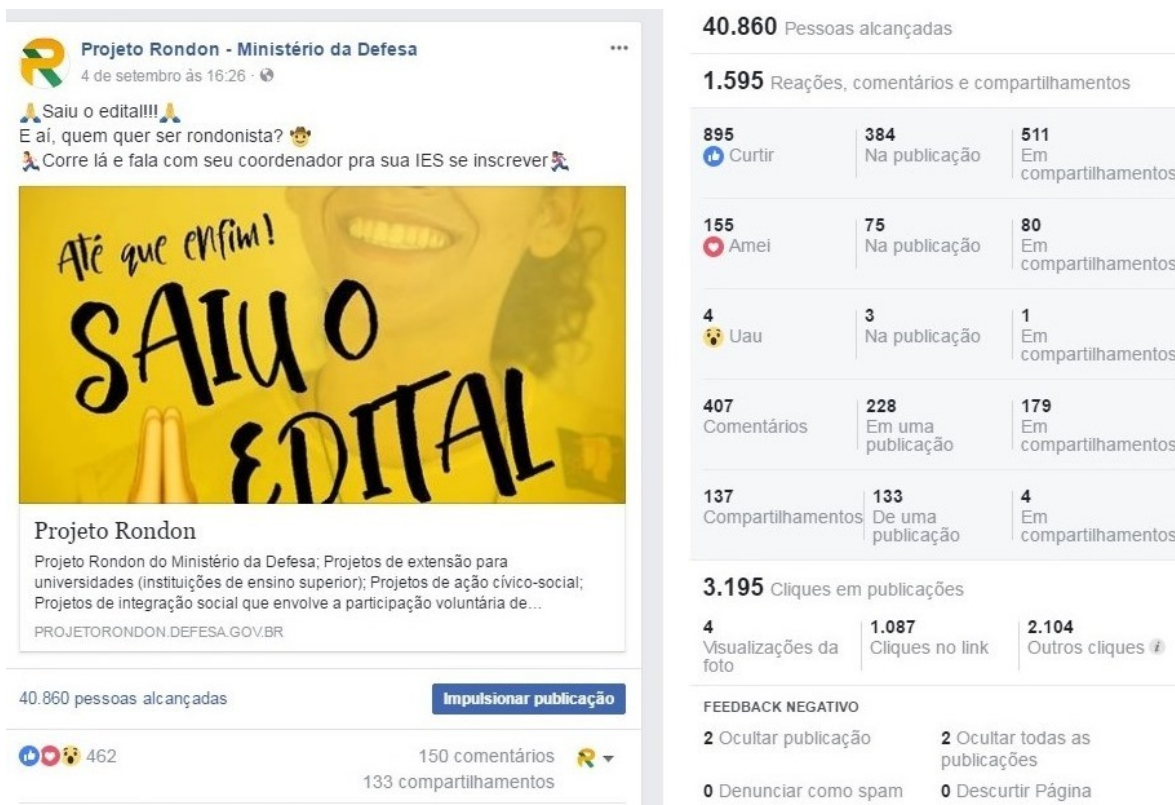 Projeto Rondon - Ministério da Defesa
4 de setembro às 16:26 ·
🙏Saiu o edital!!!🙏
E aí, quem quer ser rondonista? 🤠
🏃Corre lá e fala com seu coordenador pra sua IES se inscrever🏃
Até que enfim!
SAIU O
EDITAL
Projeto Rondon
Projeto Rondon do Ministério da Defesa; Projetos de extensão para
universidades (instituições de ensino superior); Projetos de ação cívico-social;
Projetos de integração social que envolve a participação voluntária de...
PROJETORONDON.DEFESA.GOV.BR
40.860 pessoas alcançadas
Impulsionar publicação
462
150 comentários
133 compartilhamentos
40.860 Pessoas alcançadas
1.595 Reações, comentários e compartilhamentos
895
Curtir
384
Na publicação
511
Em
compartilhamentos
155
Amei
75
Na publicação
80
Em
compartilhamentos
4
Uau
3
Na publicação
1
Em
compartilhamentos
407
Comentários
228
Em uma
publicação
179
Em
compartilhamentos
137
Compartilhamentos
133
De uma
publicação
4
Em
compartilhamentos
3.195 Cliques em publicações
4
Visualizações da
foto
1.087
Cliques no link
2.104
Outros cliques i
FEEDBACK NEGATIVO
2 Ocultar publicação
2 Ocultar todas as
publicações
0 Denunciar como spam
0 Descurtir Página